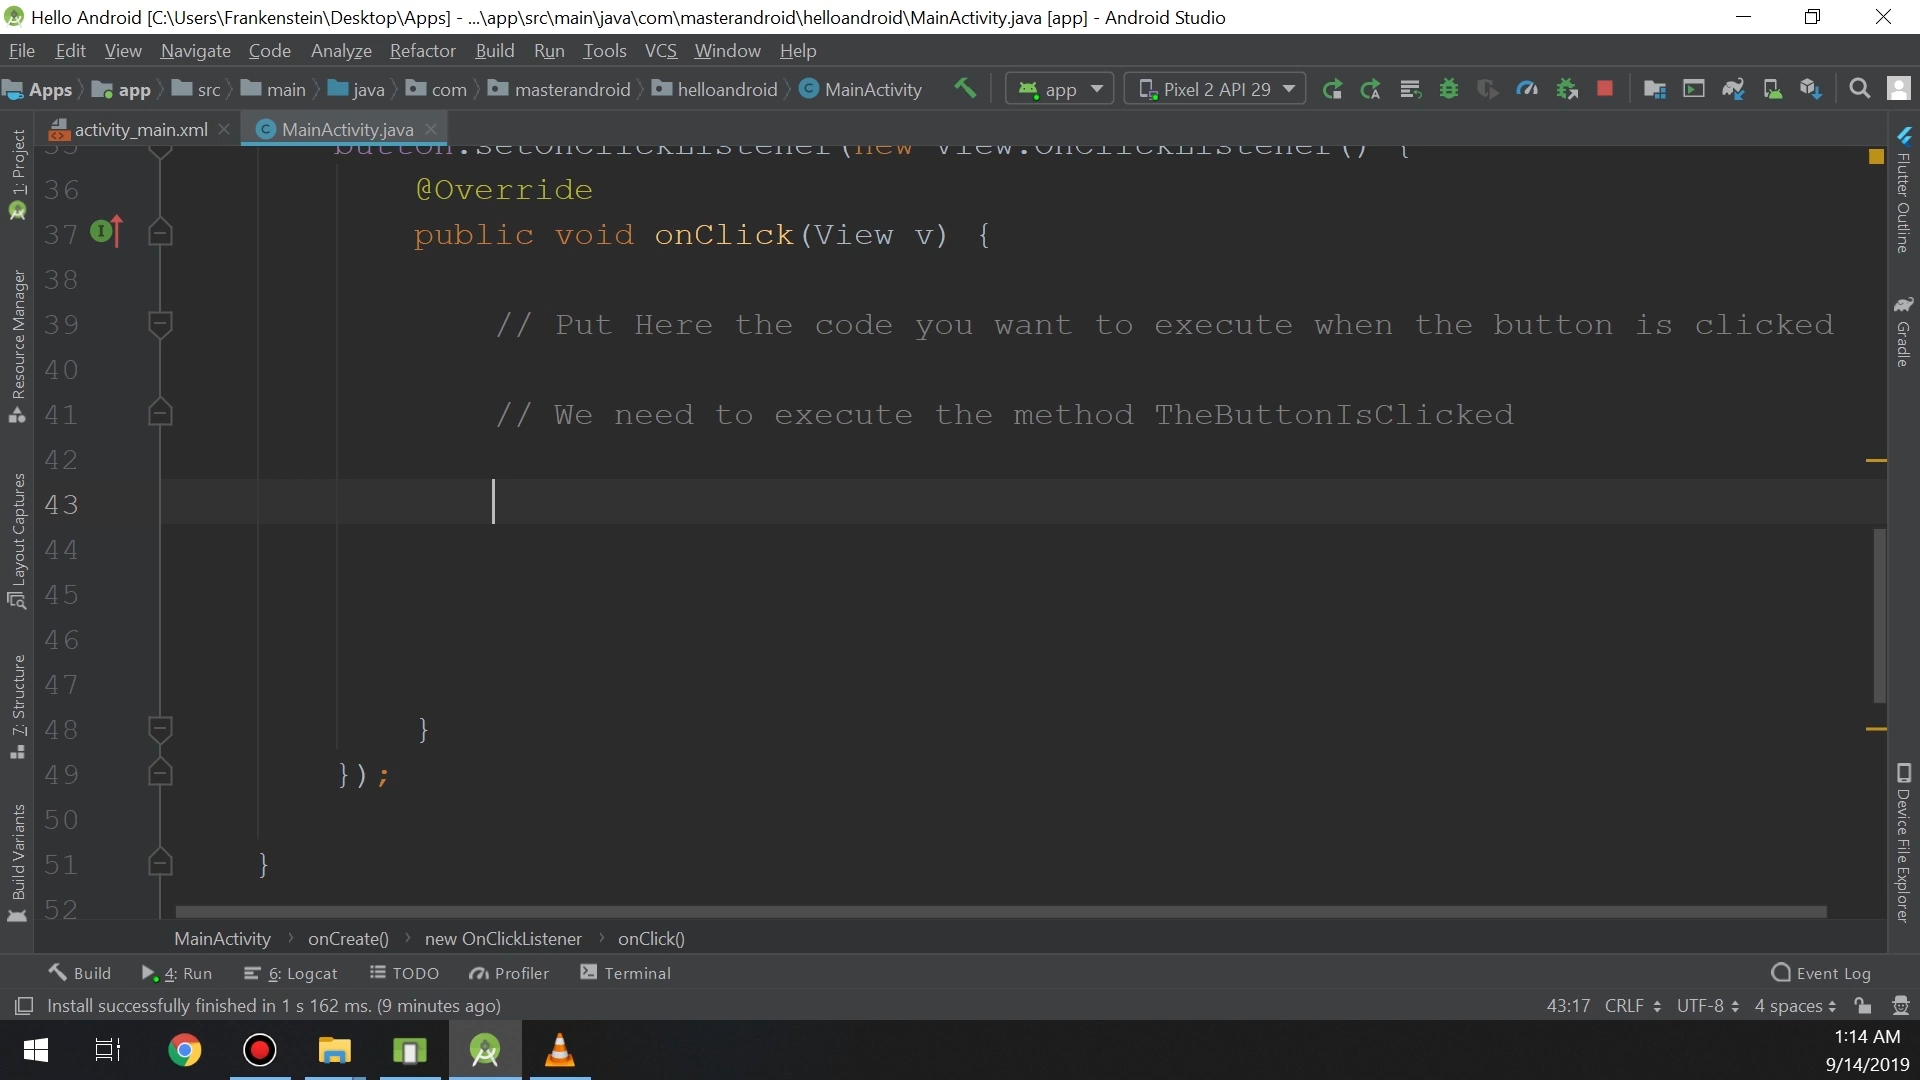 Hello Android [C:\Users\Frankenstein\Desktop\Apps] - ...\app\src\main\java\com\masterandroid\helloandroid\MainActivity.java [app] - Android Studio
File Edit View Navigate Code Analyze Refactor Build Run Tools VCS Window Help
Apps app src main java com masterandroid helloandroid MainActivity app Pixel 2 API 29
activity_main.xml MainActivity.java
1: Project
Resource Manager
Layout Captures
7: Structure
Build Variants
35 button.setOnClickListener(new View.OnClickListener() {
36 @Override
37 public void onClick(View v) {
38
39 // Put Here the code you want to execute when the button is clicked
40
41 // We need to execute the method TheButtonIsClicked
42
43
44
45
46
47
48 }
49 });
50
51 }
52
Flutter Outline
Gradle
Device File Explorer
MainActivity onCreate() new OnClickListener onClick()
Build 4: Run 6: Logcat TODO Profiler Terminal Event Log
Install successfully finished in 1 s 162 ms. (9 minutes ago) 43:17 CRLF UTF-8 4 spaces
1:14 AM
9/14/2019